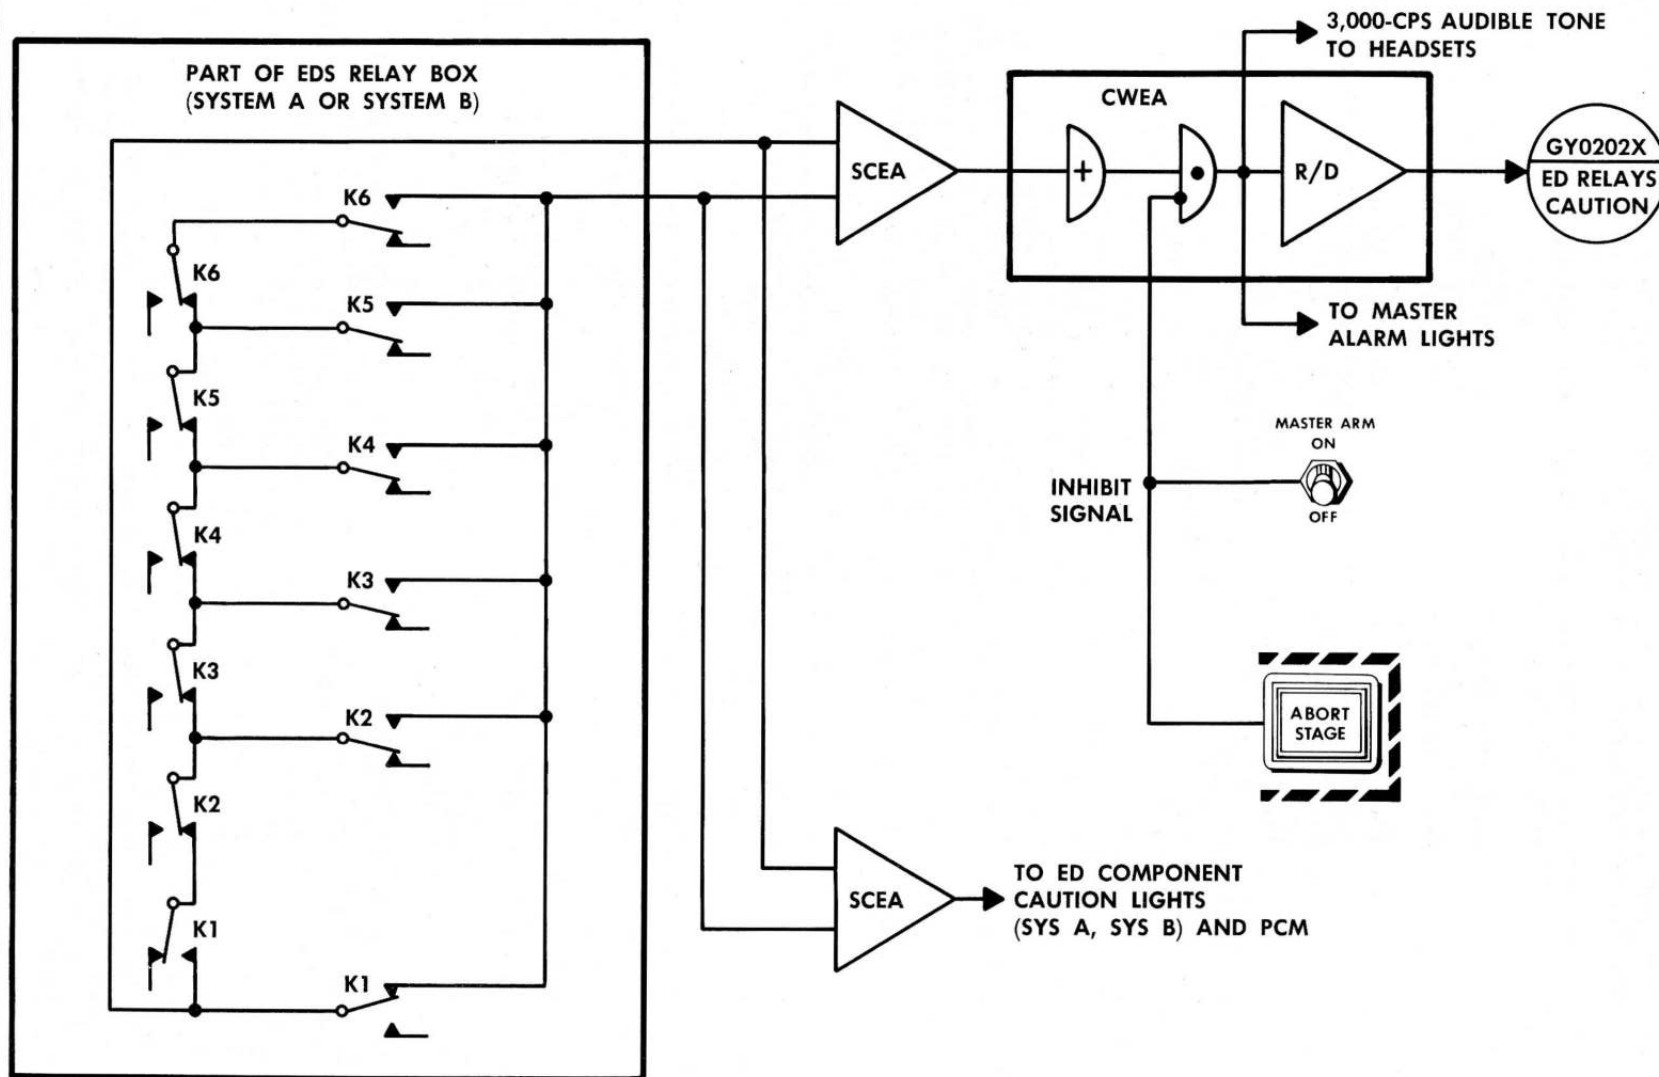 3,000-CPS AUDIBLE TONE
TO HEADSETS
PART OF EDS RELAY BOX
(SYSTEM A OR SYSTEM B)
CWEA
SCEA
+
R/D
GY0202X
ED RELAYS
CAUTION
K6
K6
K5
TO MASTER
ALARM LIGHTS
K5
K4
MASTER ARM
ON
OFF
INHIBIT
SIGNAL
K4
K3
K3
K2
ABORT
STAGE
K2
K1
K1
SCEA
TO ED COMPONENT
CAUTION LIGHTS
(SYS A, SYS B) AND PCM